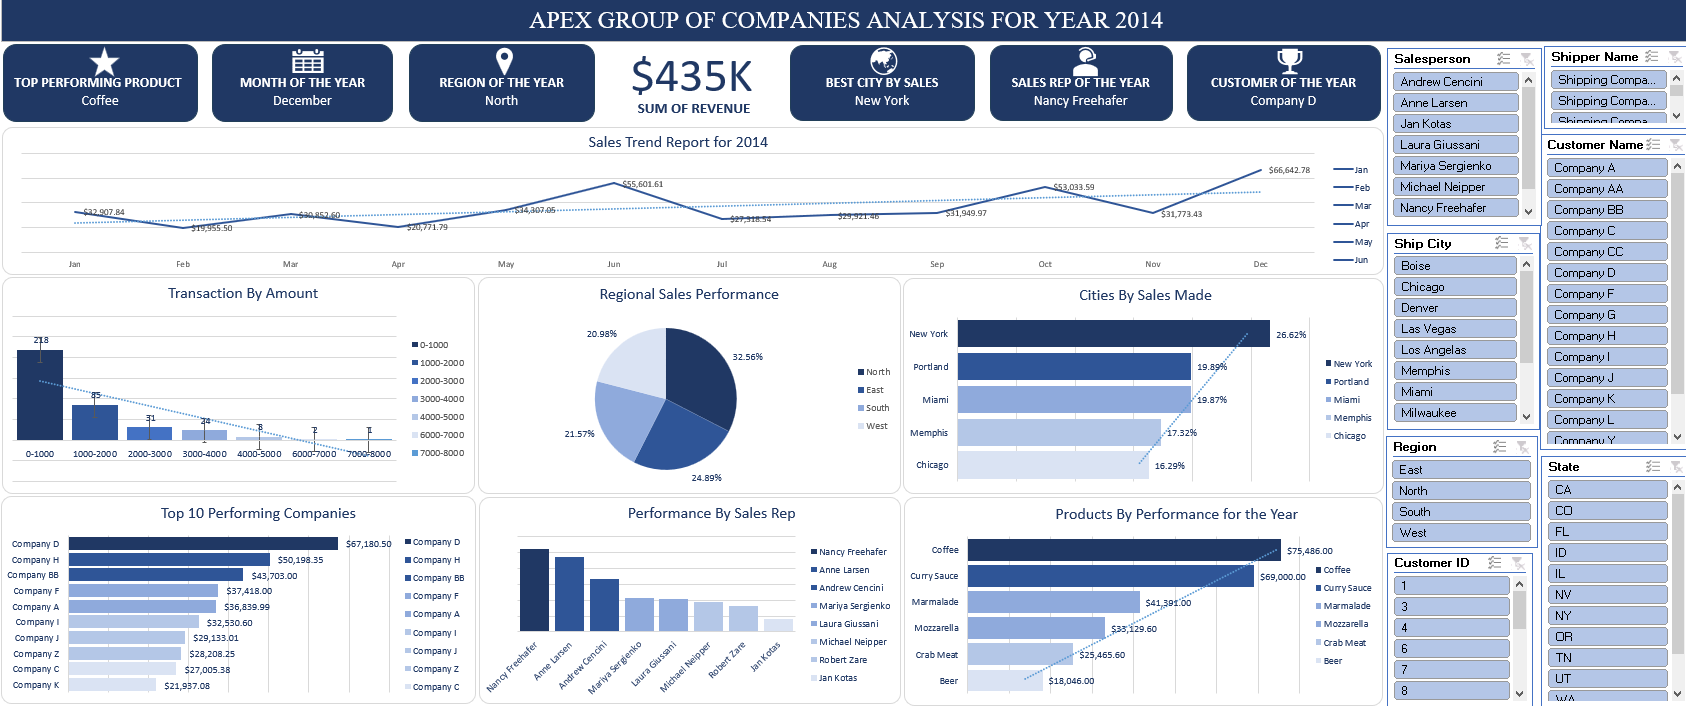 APEX GROUP OF COMPANIES ANALYSIS FOR YEAR 2014
TOP PERFORMING PRODUCT
Coffee
MONTH OF THE YEAR
December
REGION OF THE YEAR
North
$435K
SUM OF REVENUE
BEST CITY BY SALES
New York
SALES REP OF THE YEAR
Nancy Freehafer
CUSTOMER OF THE YEAR
Company D
Sales Trend Report for 2014
$32,907.84
$19,955.50
$30,852.60
$20,771.79
$34,307.05
$55,601.61
$27,318.54
$29,921.46
$31,949.97
$53,033.59
$31,773.43
$66,642.78
Jan
Feb
Mar
Apr
May
Jun
Jul
Aug
Sep
Oct
Nov
Dec
Jan
Feb
Mar
Apr
May
Jun
Transaction By Amount
218
85
31
24
8
2
1
0-1000
1000-2000
2000-3000
3000-4000
4000-5000
6000-7000
7000-8000
0-1000
1000-2000
2000-3000
3000-4000
4000-5000
6000-7000
7000-8000
Regional Sales Performance
20.98%
32.56%
21.57%
24.89%
North
East
South
West
Cities By Sales Made
New York
26.62%
Portland
19.89%
Miami
19.87%
Memphis
17.32%
Chicago
16.29%
New York
Portland
Miami
Memphis
Chicago
Top 10 Performing Companies
Company D
$67,180.50
Company H
$50,198.35
Company BB
$43,703.00
Company F
$37,418.00
Company A
$36,839.99
Company I
$32,530.60
Company J
$29,133.01
Company Z
$28,208.25
Company C
$27,005.38
Company K
$21,937.08
Company D
Company H
Company BB
Company F
Company A
Company I
Company J
Company Z
Company C
Performance By Sales Rep
Nancy Freehafer
Anne Larsen
Andrew Cencini
Mariya Sergienko
Laura Giussani
Michael Neipper
Robert Zare
Jan Kotas
Nancy Freehafer
Anne Larsen
Andrew Cencini
Mariya Sergienko
Laura Giussani
Michael Neipper
Robert Zare
Jan Kotas
Products By Performance for the Year
Coffee
$75,486.00
Curry Sauce
$69,000.00
Marmalade
$41,391.00
Mozzarella
$33,129.60
Crab Meat
$25,465.60
Beer
$18,046.00
Coffee
Curry Sauce
Marmalade
Mozzarella
Crab Meat
Beer
Salesperson
Andrew Cencini
Anne Larsen
Jan Kotas
Laura Giussani
Mariya Sergienko
Michael Neipper
Nancy Freehafer
Ship City
Boise
Chicago
Denver
Las Vegas
Los Angelas
Memphis
Miami
Milwaukee
Region
East
North
South
West
Customer ID
1
3
4
6
7
8
Shipper Name
Shipping Compa...
Shipping Compa...
Shipping Compa...
Customer Name
Company A
Company AA
Company BB
Company C
Company CC
Company D
Company F
Company G
Company H
Company I
Company J
Company K
Company L
Company Y
State
CA
CO
FL
ID
IL
NV
NY
OR
TN
UT
WA